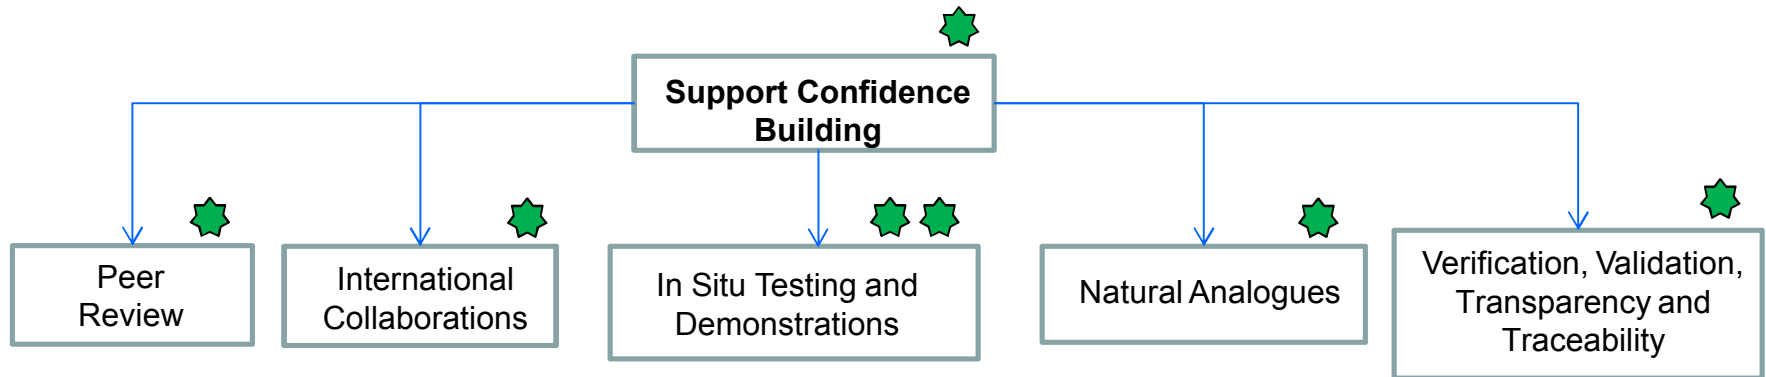 Support Confidence
Building
Peer
Review
International
Collaborations
In Situ Testing and
Demonstrations
Natural Analogues
Verification, Validation,
Transparency and
Traceability